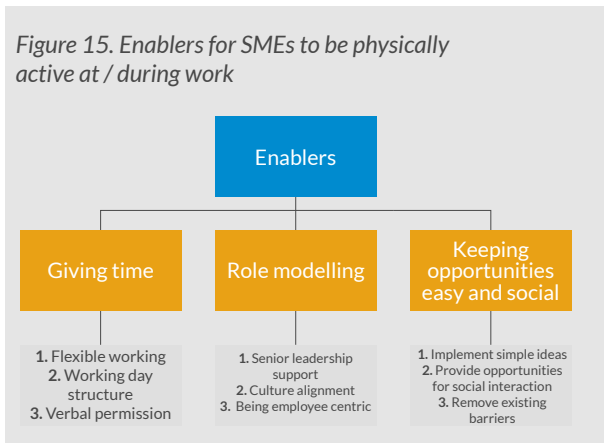 Figure 15. Enablers for SMEs to be physically
active at / during work
Enablers
Giving time
Role modelling
Keeping
opportunities
easy and social
1. Flexible working
2. Working day
structure
3. Verbal permission
1. Senior leadership
support
2. Culture alignment
3. Being employee centric
1. Implement simple ideas
2. Provide opportunities
for social interaction
3. Remove existing
barriers